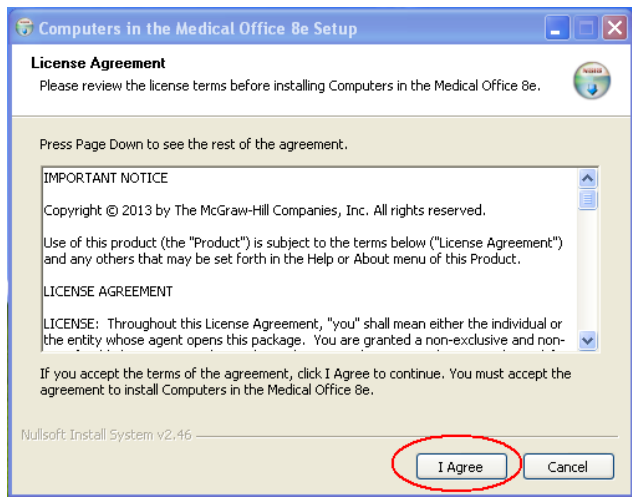 Computers in the Medical Office 8e Setup
License Agreement
Please review the license terms before installing Computers in the Medical Office 8e.
Press Page Down to see the rest of the agreement.
IMPORTANT NOTICE
Copyright © 2013 by The McGraw-Hill Companies, Inc. All rights reserved.
Use of this product (the "Product") is subject to the terms below ("License Agreement")
and any others that may be set forth in the Help or About menu of this Product.
LICENSE AGREEMENT
LICENSE:  Throughout this License Agreement, "you" shall mean either the individual or
the entity whose agent opens this package.  You are granted a non-exclusive and non-
If you accept the terms of the agreement, click I Agree to continue. You must accept the
agreement to install Computers in the Medical Office 8e.
Nullsoft Install System v2.46
I Agree
Cancel